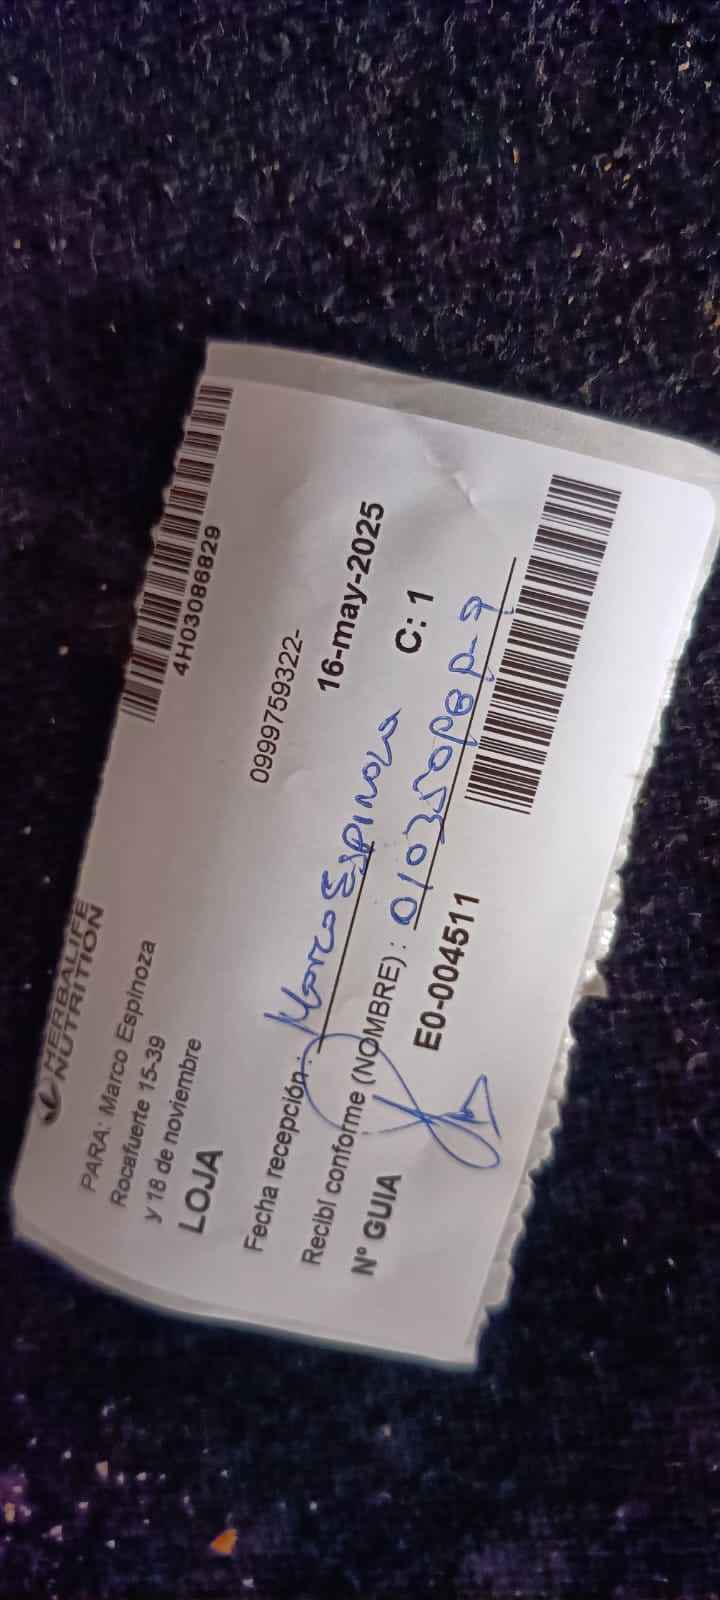 HERBALIFE
NUTRITION
4H03086829
PARA: Marco Espinoza
Rocafuerte 15-39
y 18 de noviembre
LOJA
0999759322-
16-may-2025
Fecha recepción: Marco Espinoza
C: 1
Recibí conforme (NOMBRE) :
Nº GUIA E0-004511